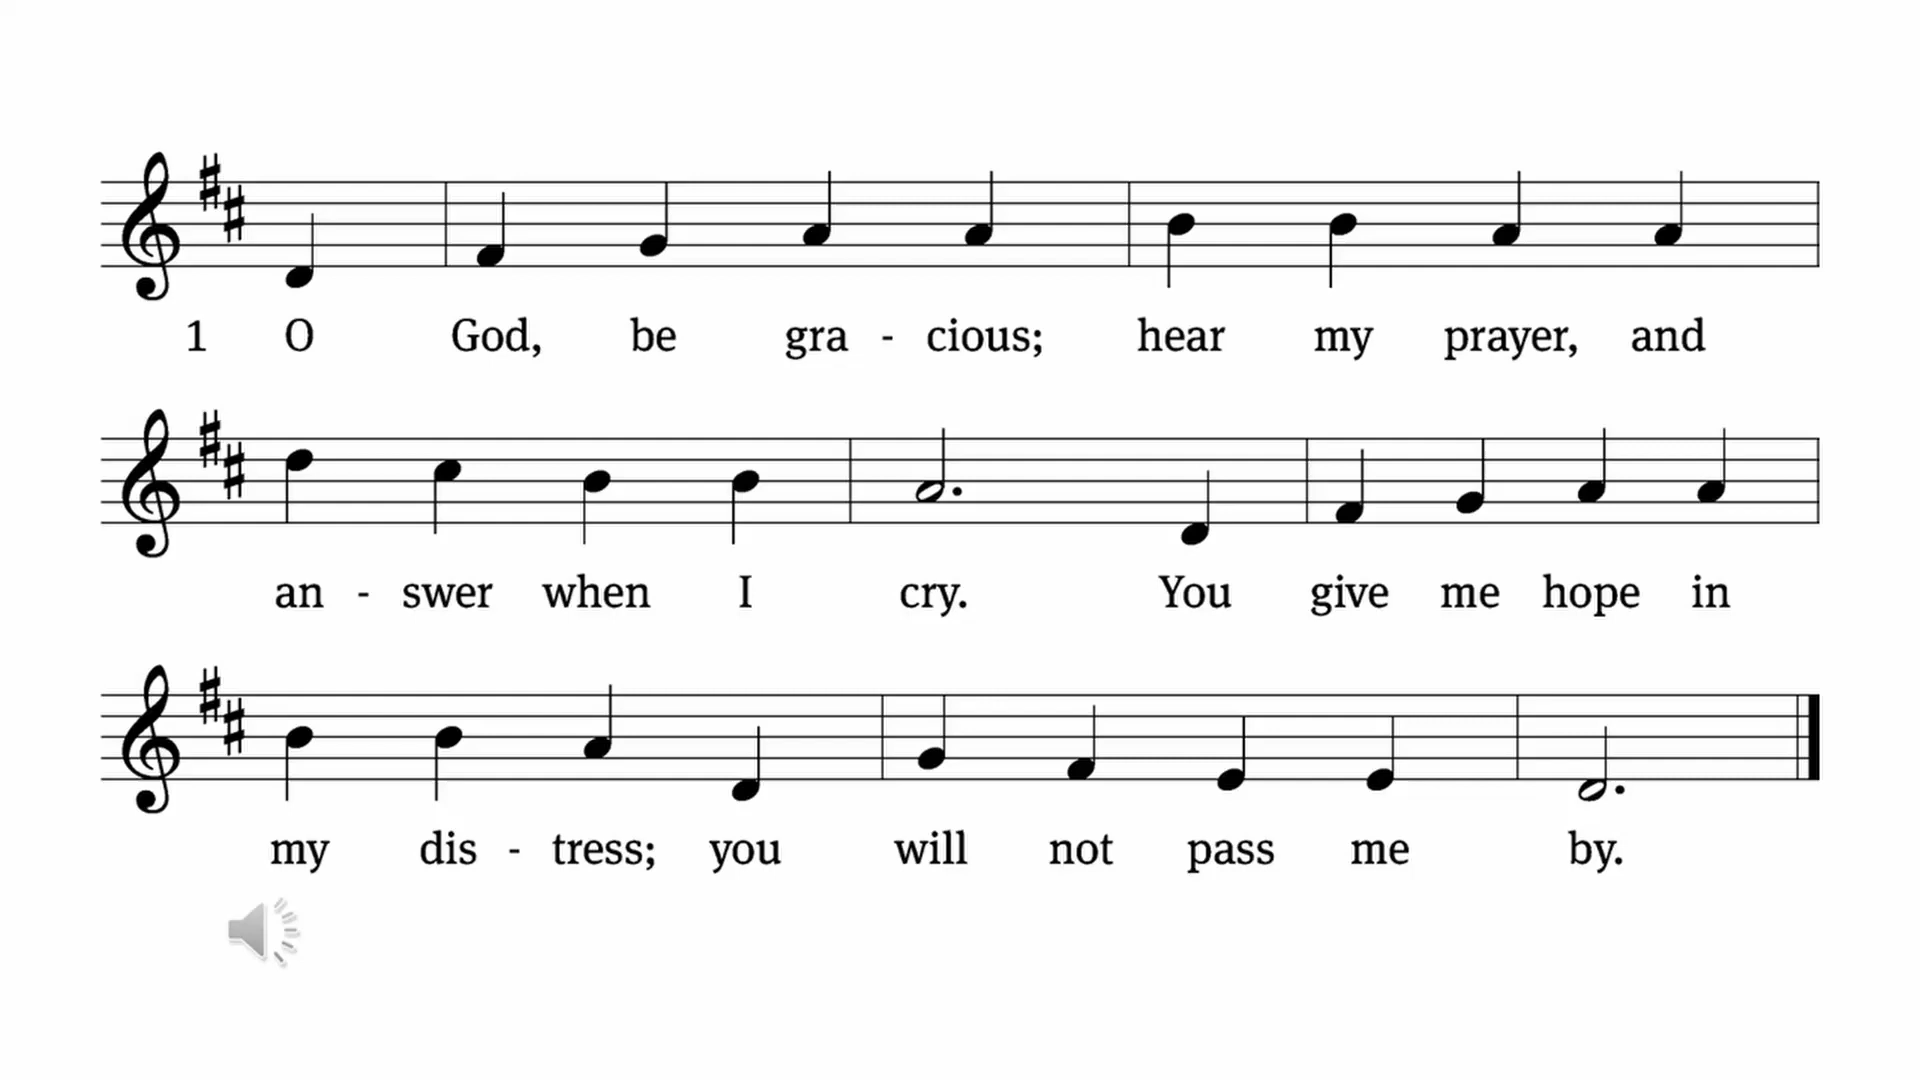 1 O God, be gra - cious; hear my prayer, and
an - swer when I cry. You give me hope in
my dis - tress; you will not pass me by.